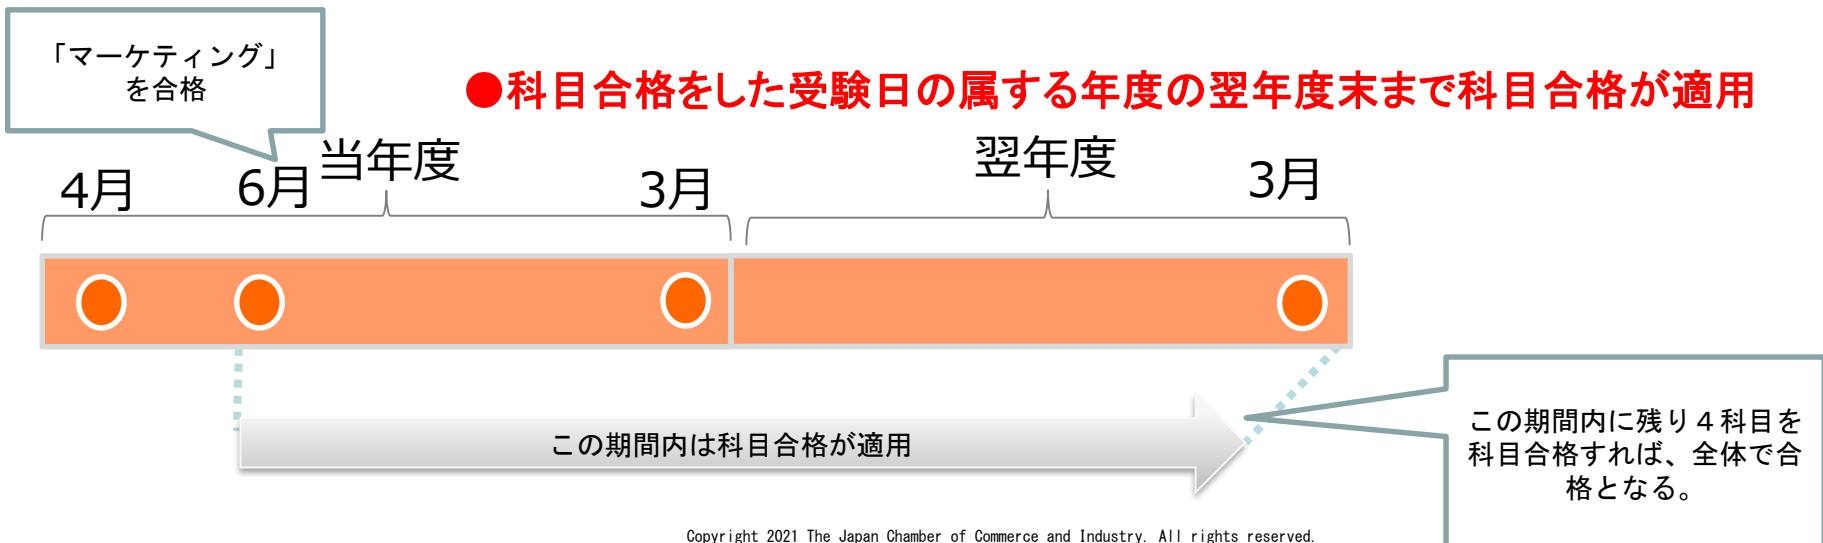 「マーケティング」
を合格
●科目合格をした受験日の属する年度の翌年度末まで科目合格が適用
当年度
翌年度
4月
6月
3月
3月
この期間内は科目合格が適用
この期間内に残り４科目を
科目合格すれば、全体で合
格となる。
Copyright 2021 The Japan Chamber of Commerce and Industry. All rights reserved.